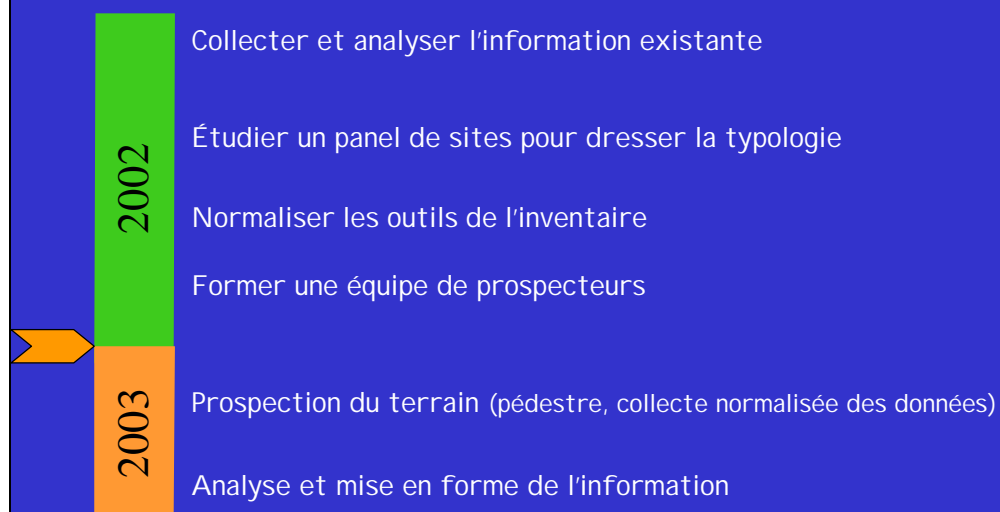 Collecter et analyser l'information existante
Étudier un panel de sites pour dresser la typologie
2002
Normaliser les outils de l'inventaire
Former une équipe de prospecteurs
Prospection du terrain (pédestre, collecte normalisée des données)
2003
Analyse et mise en forme de l'information